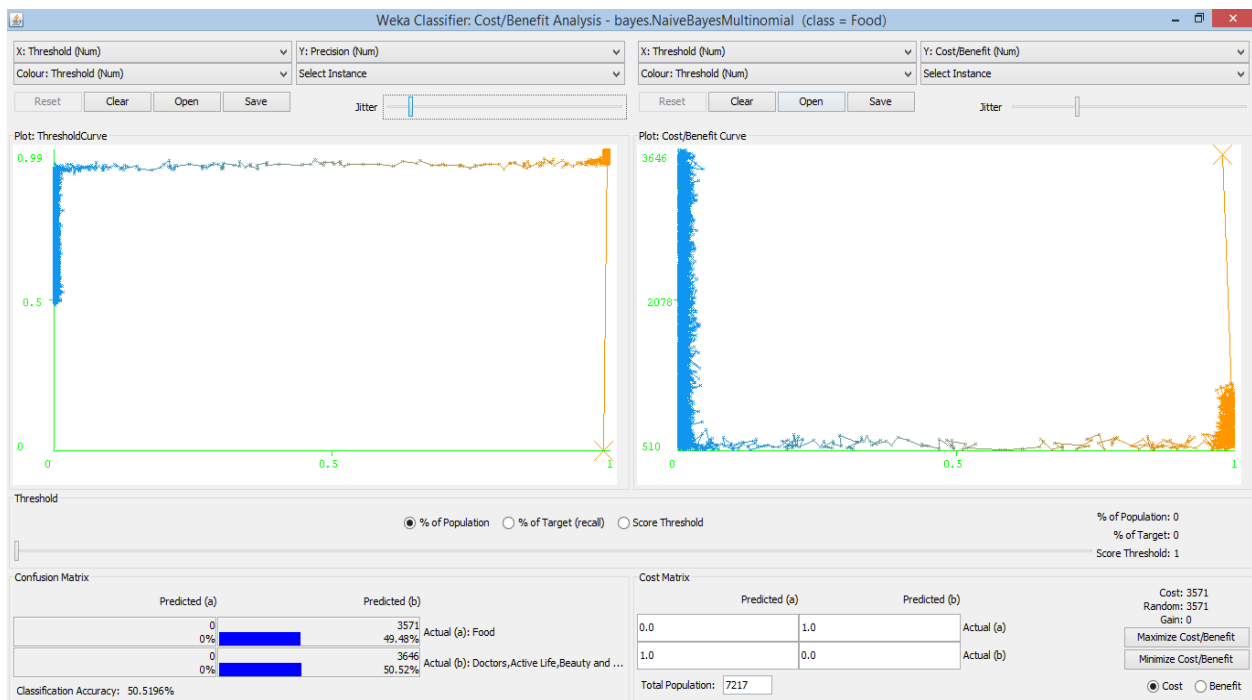 Weka Classifier: Cost/Benefit Analysis - bayes.NaiveBayesMultinomial (class = Food)
X: Threshold (Num)
Y: Precision (Num)
X: Threshold (Num)
Y: Cost/Benefit (Num)
Colour: Threshold (Num)
Select Instance
Colour: Threshold (Num)
Select Instance
Reset
Clear
Open
Save
Jitter
Reset
Clear
Open
Save
Jitter
Plot: ThresholdCurve
0.99
0.5
0
0
0.5
1
Plot: Cost/Benefit Curve
3646
2078
510
0
0.5
1
Threshold
% of Population
% of Target (recall)
Score Threshold
% of Population: 0
% of Target: 0
Score Threshold: 1
Confusion Matrix
Predicted (a)
Predicted (b)
0
0%
3571
49.48%
Actual (a): Food
0
0%
3646
50.52%
Actual (b): Doctors,Active Life,Beauty and ...
Classification Accuracy: 50.5196%
Cost Matrix
Predicted (a)
Predicted (b)
0.0
1.0
Actual (a)
1.0
0.0
Actual (b)
Total Population: 7217
Cost: 3571
Random: 3571
Gain: 0
Maximize Cost/Benefit
Minimize Cost/Benefit
Cost
Benefit